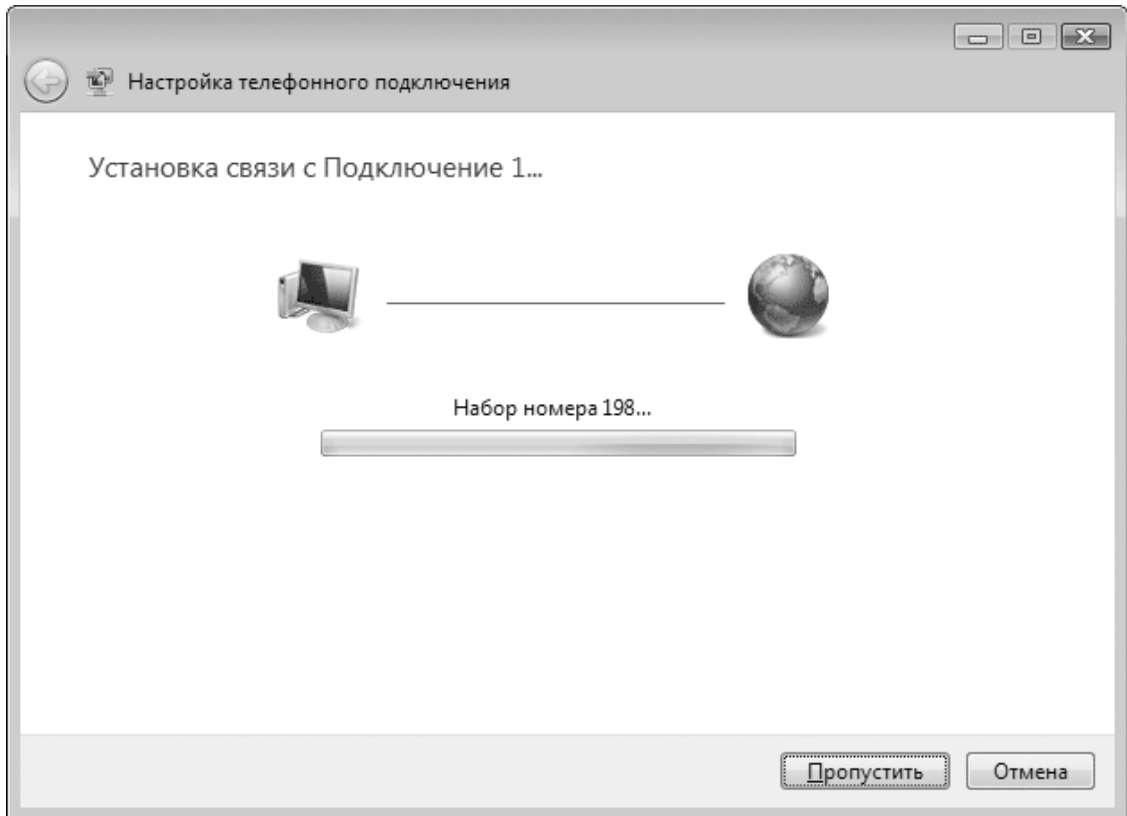 Настройка телефонного подключения
Установка связи с Подключение 1...
Набор номера 198...
Пропустить
Отмена